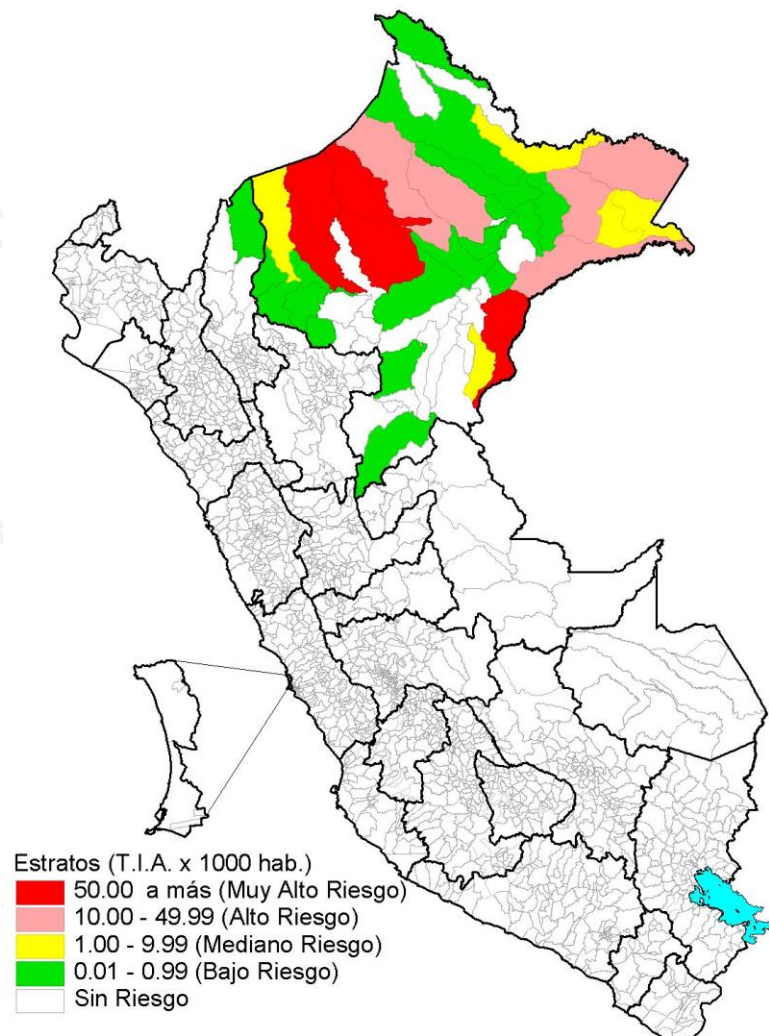 Estratos (T.I.A. x 1000 hab.)
50.00 a más (Muy Alto Riesgo)
10.00 - 49.99 (Alto Riesgo)
1.00 - 9.99 (Mediano Riesgo)
0.01 - 0.99 (Bajo Riesgo)
Sin Riesgo